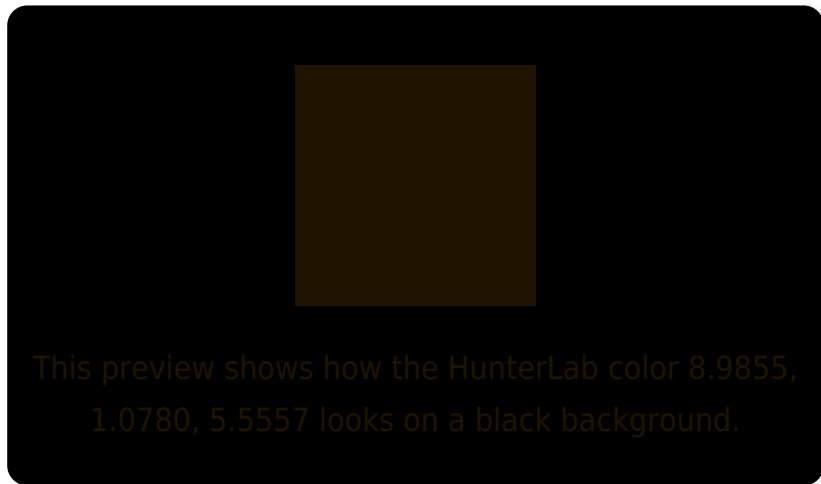 This preview shows how the HunterLab color 8.9855,
1.0780, 5.5557 looks on a black background.